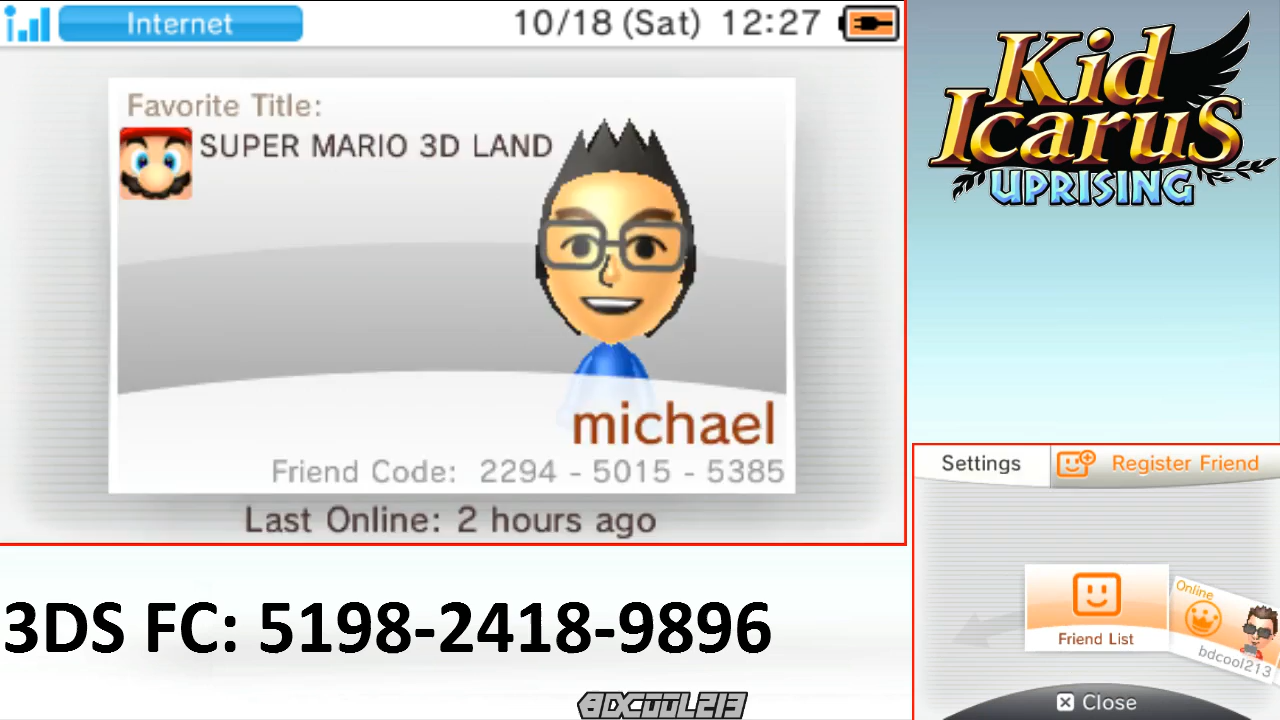 Internet
10/18 (Sat) 12:27
Favorite Title:
SUPER MARIO 3D LAND
michael
Friend Code: 2294 - 5015 - 5385
Last Online: 2 hours ago
3DS FC: 5198-2418-9896
BDCOOL213
Kid
Icarus
UPRISING
Settings
Register Friend
Friend List
Online
bdcool213
Close